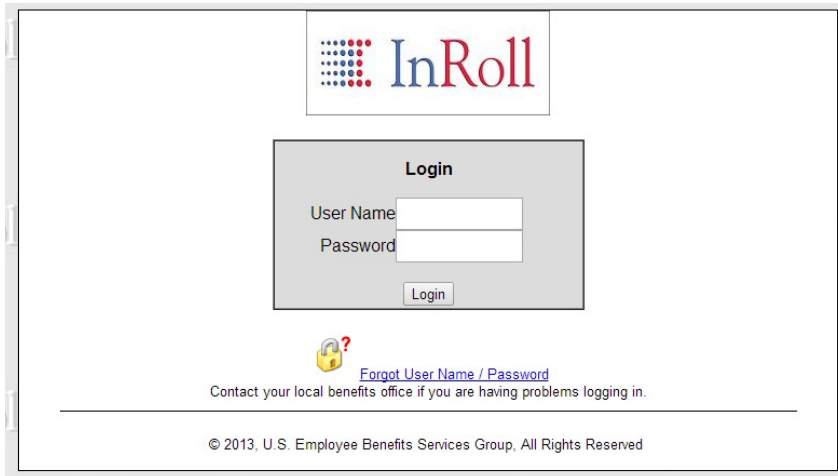 InRoll
Login
User Name
Password
Login
?
Forgot User Name / Password
Contact your local benefits office if you are having problems logging in.
© 2013, U.S. Employee Benefits Services Group, All Rights Reserved